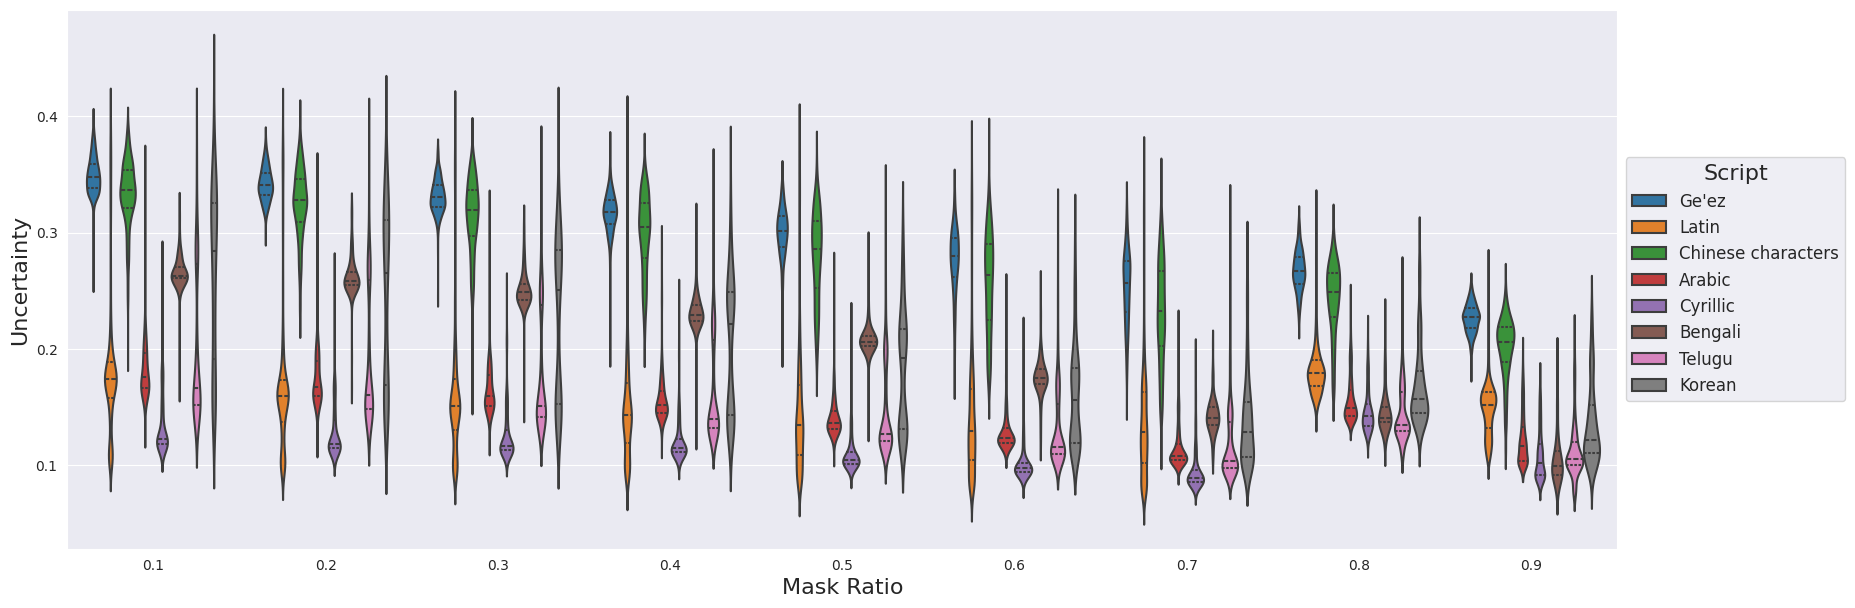 0.4
0.3
0.2
0.1
Uncertainty
0.1 0.2 0.3 0.4 0.5 0.6 0.7 0.8 0.9
Mask Ratio
Script
Ge'ez
Latin
Chinese characters
Arabic
Cyrillic
Bengali
Telugu
Korean